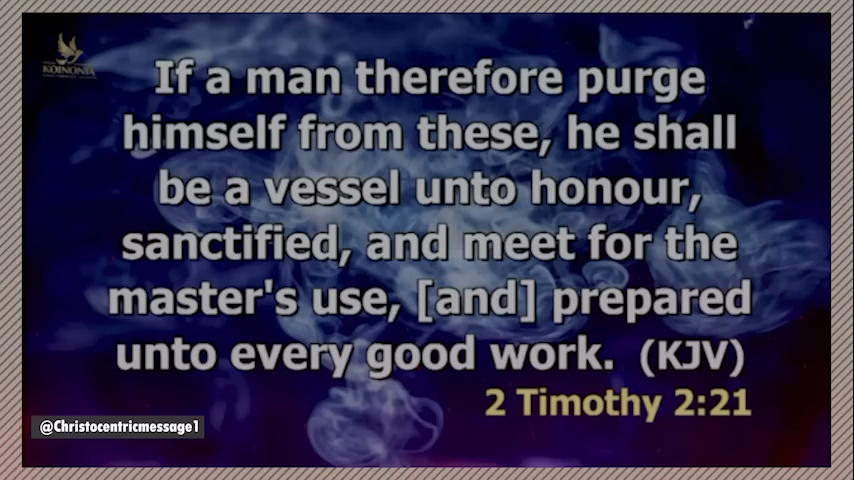 KOINONIA
If a man therefore purge
himself from these, he shall
be a vessel unto honour,
sanctified, and meet for the
master's use, [and] prepared
unto every good work. (KJV)
2 Timothy 2:21
@Christocentricmessage1